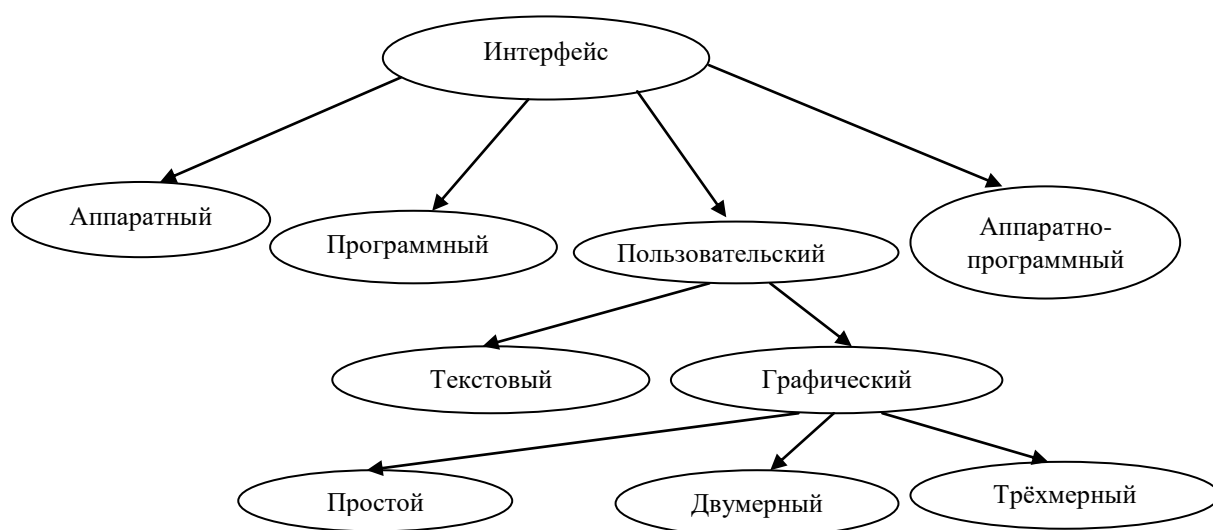 Интерфейс
Аппаратный
Программный
Пользовательский
Аппаратно-
программный
Текстовый
Графический
Простой
Двумерный
Трёхмерный